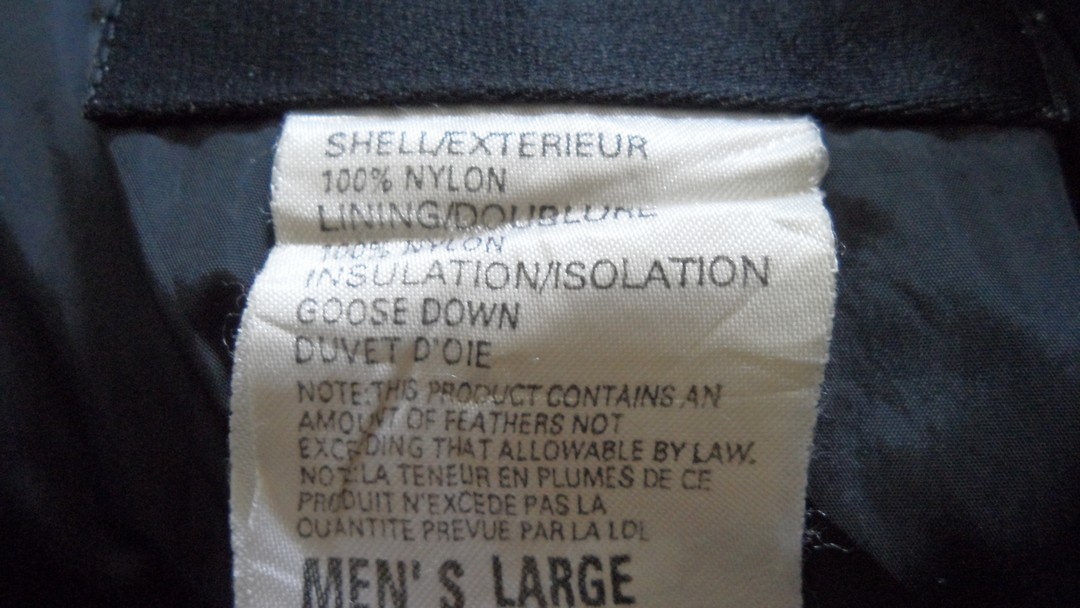 SHELL/EXTERIEUR
100% NYLON
LINING/DOUBLURE
100% NYLON
INSULATION/ISOLATION
GOOSE DOWN
DUVET D'OIE
NOTE:THIS PRODUCT CONTAINS AN
AMOUNT OF FEATHERS NOT
EXCEDING THAT ALLOWABLE BY LAW.
NOTE:LA TENEUR EN PLUMES DE CE
PRODUIT N'EXCEDE PAS LA
QUANTITE PREVUE PAR LA LOI.
MEN'S LARGE